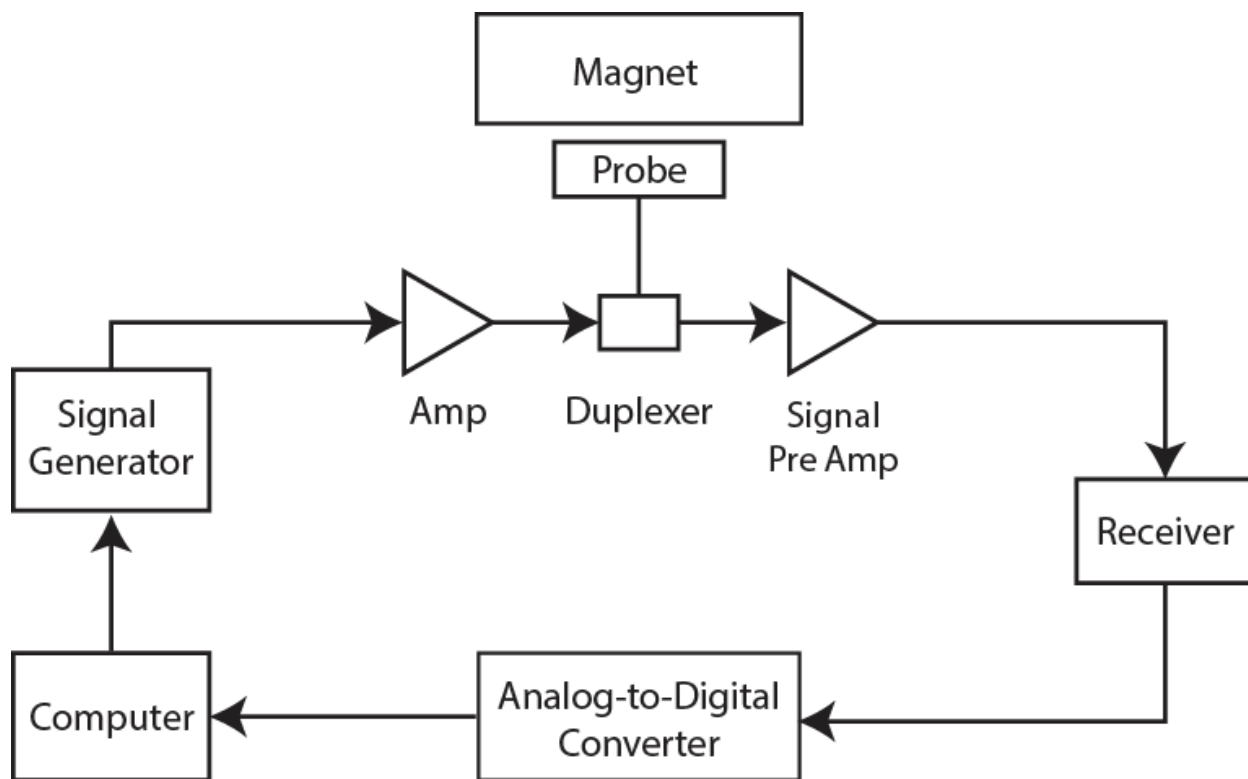 Magnet
Probe
Amp
Duplexer
Signal
Pre Amp
Signal
Generator
Receiver
Computer
Analog-to-Digital
Converter